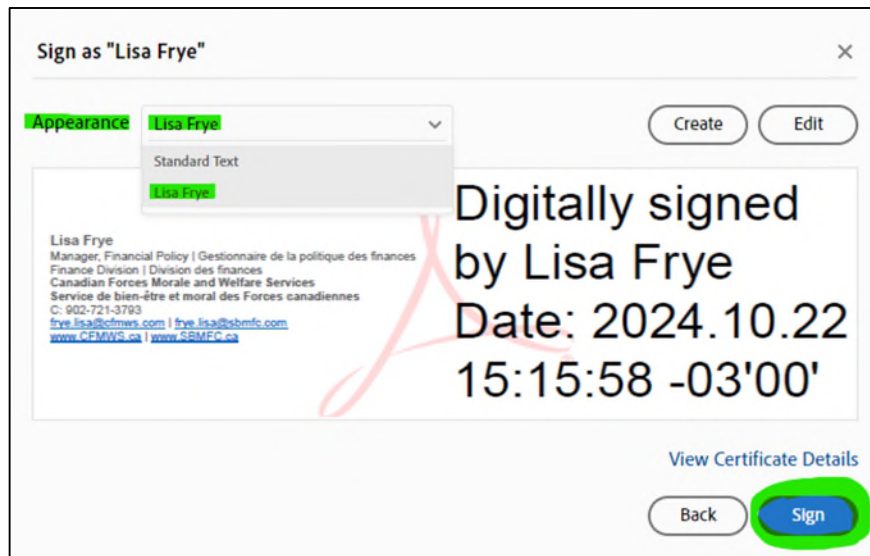 Sign as "Lisa Frye"
Appearance
Lisa Frye
Create
Edit
Standard Text
Lisa Frye
Lisa Frye
Manager, Financial Policy | Gestionnaire de la politique des finances
Finance Division | Division des finances
Canadian Forces Morale and Welfare Services
Service de bien-être et moral des Forces canadiennes
C: 902-721-3793
frye.lisa@cfmws.com | frye.lisa@sbmfc.com
www.CFMWS.ca | www.SBMFC.ca
Digitally signed
by Lisa Frye
Date: 2024.10.22
15:15:58 -03'00'
View Certificate Details
Back
Sign